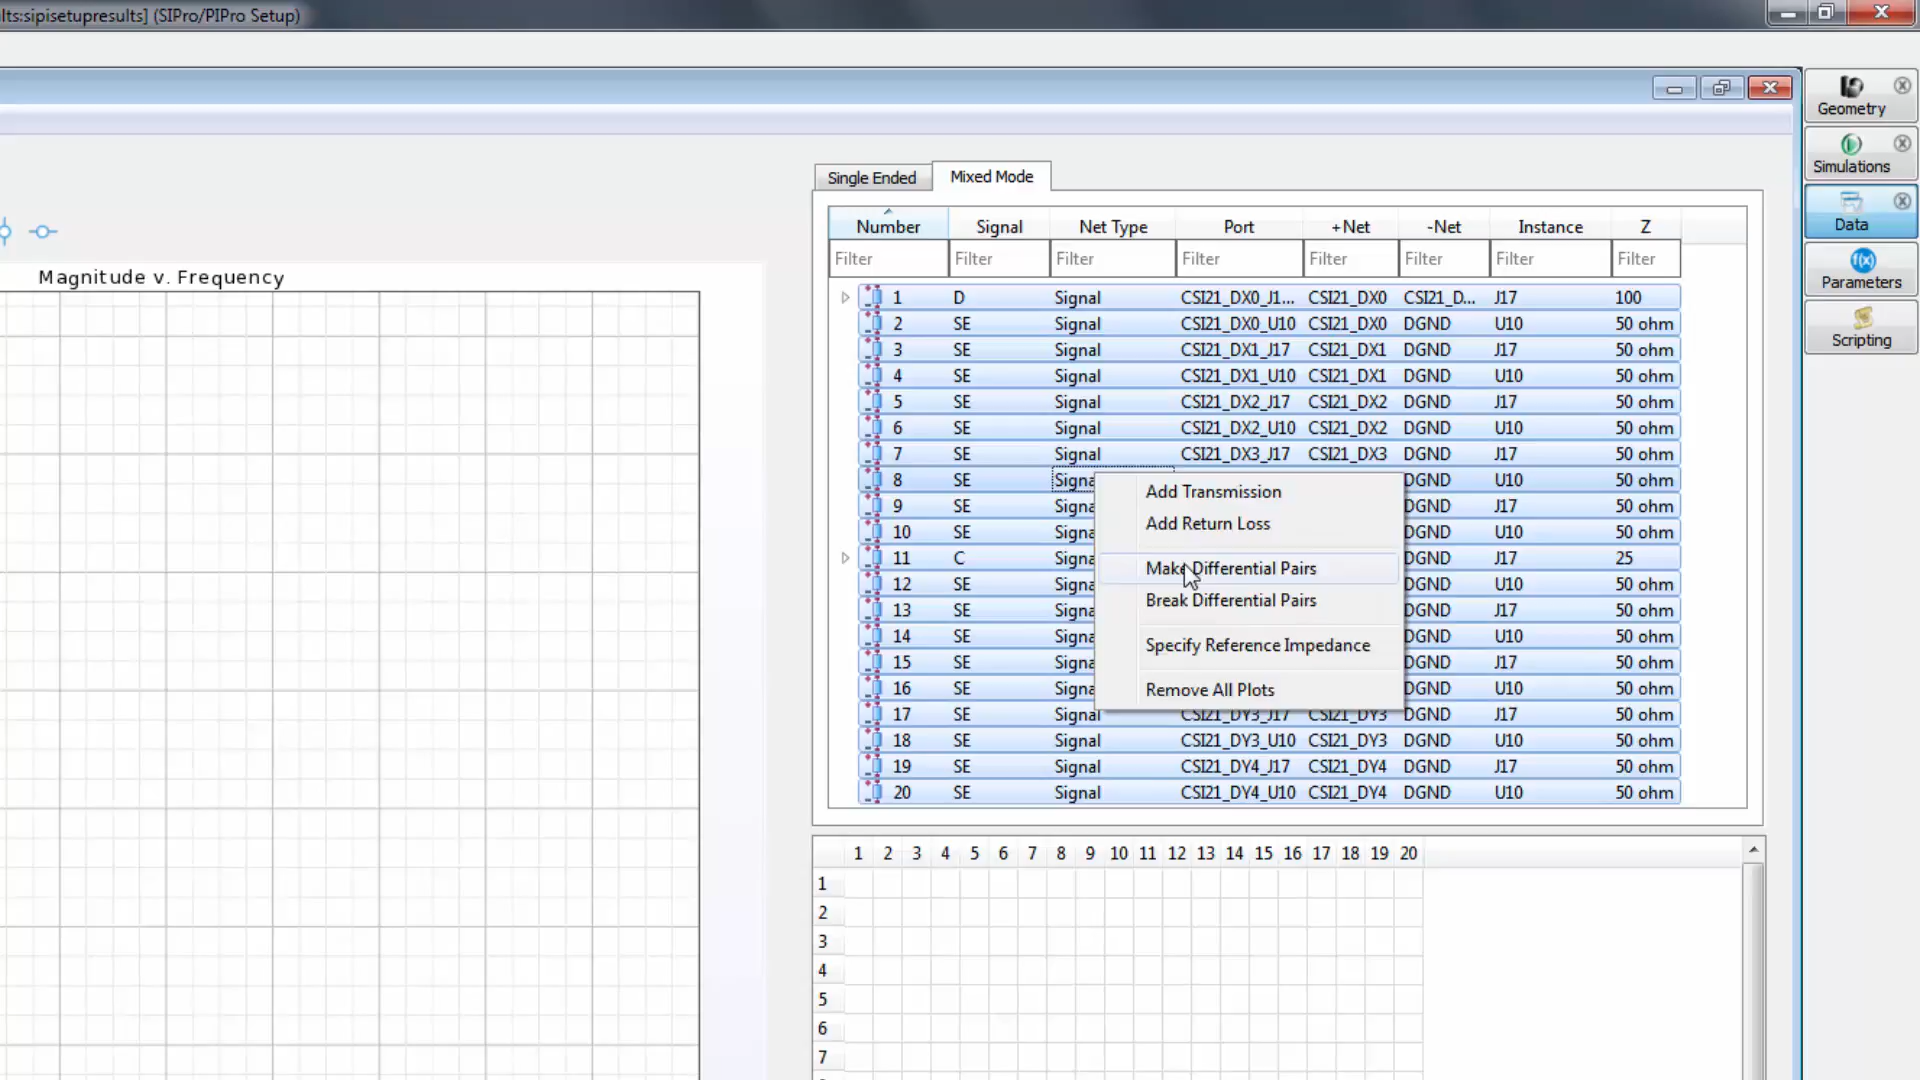 lts:sipisetupresults] (SIPro/PIPro Setup)
Geometry
Simulations
Data
f(x)
Parameters
Scripting
Single Ended Mixed Mode
Magnitude v. Frequency
Number Signal Net Type Port +Net -Net Instance Z
Filter Filter Filter Filter Filter Filter Filter Filter
1 D Signal CSI21_DX0_J1... CSI21_DX0 CSI21_D... J17 100
2 SE Signal CSI21_DX0_U10 CSI21_DX0 DGND U10 50 ohm
3 SE Signal CSI21_DX1_J17 CSI21_DX1 DGND J17 50 ohm
4 SE Signal CSI21_DX1_U10 CSI21_DX1 DGND U10 50 ohm
5 SE Signal CSI21_DX2_J17 CSI21_DX2 DGND J17 50 ohm
6 SE Signal CSI21_DX2_U10 CSI21_DX2 DGND U10 50 ohm
7 SE Signal CSI21_DX3_J17 CSI21_DX3 DGND J17 50 ohm
8 SE Signa DGND U10 50 ohm
9 SE Signa DGND J17 50 ohm
10 SE Signa DGND U10 50 ohm
11 C Signa DGND J17 25
12 SE Signa DGND U10 50 ohm
13 SE Signa DGND J17 50 ohm
14 SE Signa DGND U10 50 ohm
15 SE Signa DGND J17 50 ohm
16 SE Signa DGND U10 50 ohm
17 SE Signal CSI21_DY3_J17 CSI21_DY3 DGND J17 50 ohm
18 SE Signal CSI21_DY3_U10 CSI21_DY3 DGND U10 50 ohm
19 SE Signal CSI21_DY4_J17 CSI21_DY4 DGND J17 50 ohm
20 SE Signal CSI21_DY4_U10 CSI21_DY4 DGND U10 50 ohm
Add Transmission
Add Return Loss
Make Differential Pairs
Break Differential Pairs
Specify Reference Impedance
Remove All Plots
1 2 3 4 5 6 7 8 9 10 11 12 13 14 15 16 17 18 19 20
1
2
3
4
5
6
7